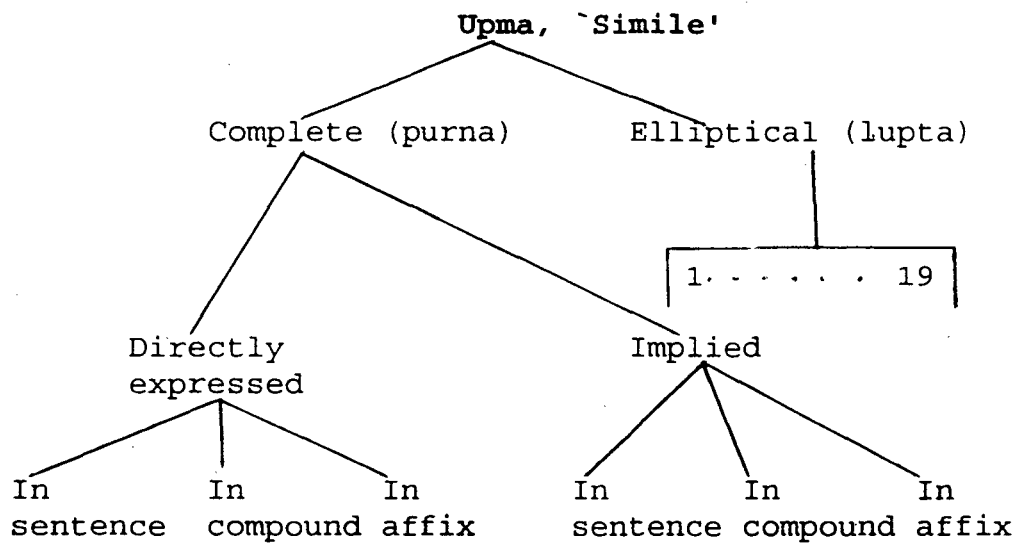 Upma, `Simile'
Complete (purna) Elliptical (lupta)
1. . . . . . 19
Directly Implied
expressed
In In In In In In
sentence compound affix sentence compound affix